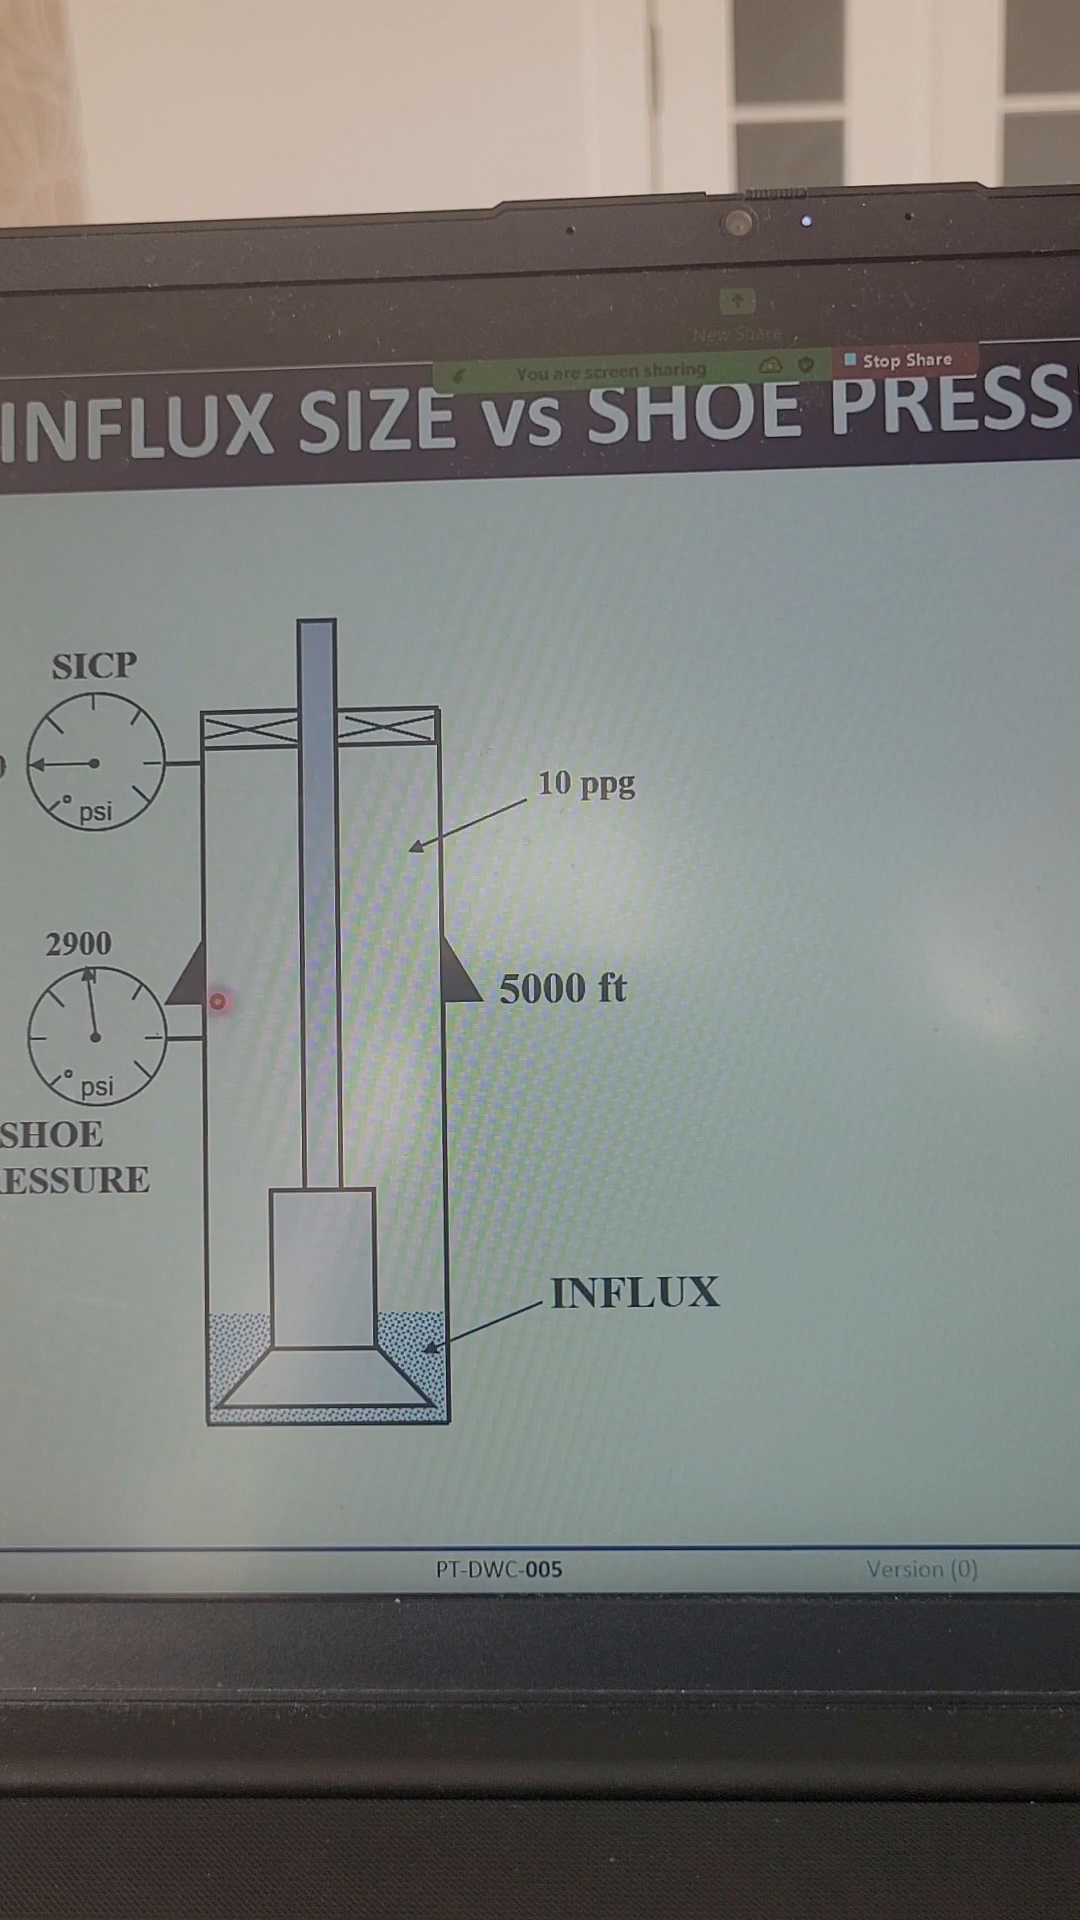 New Share
You are screen sharing
Stop Share
INFLUX SIZE vs SHOE PRESS
SICP
0
psi
10 ppg
2900
5000 ft
psi
SHOE
ESSURE
INFLUX
PT-DWC-005
Version (0)